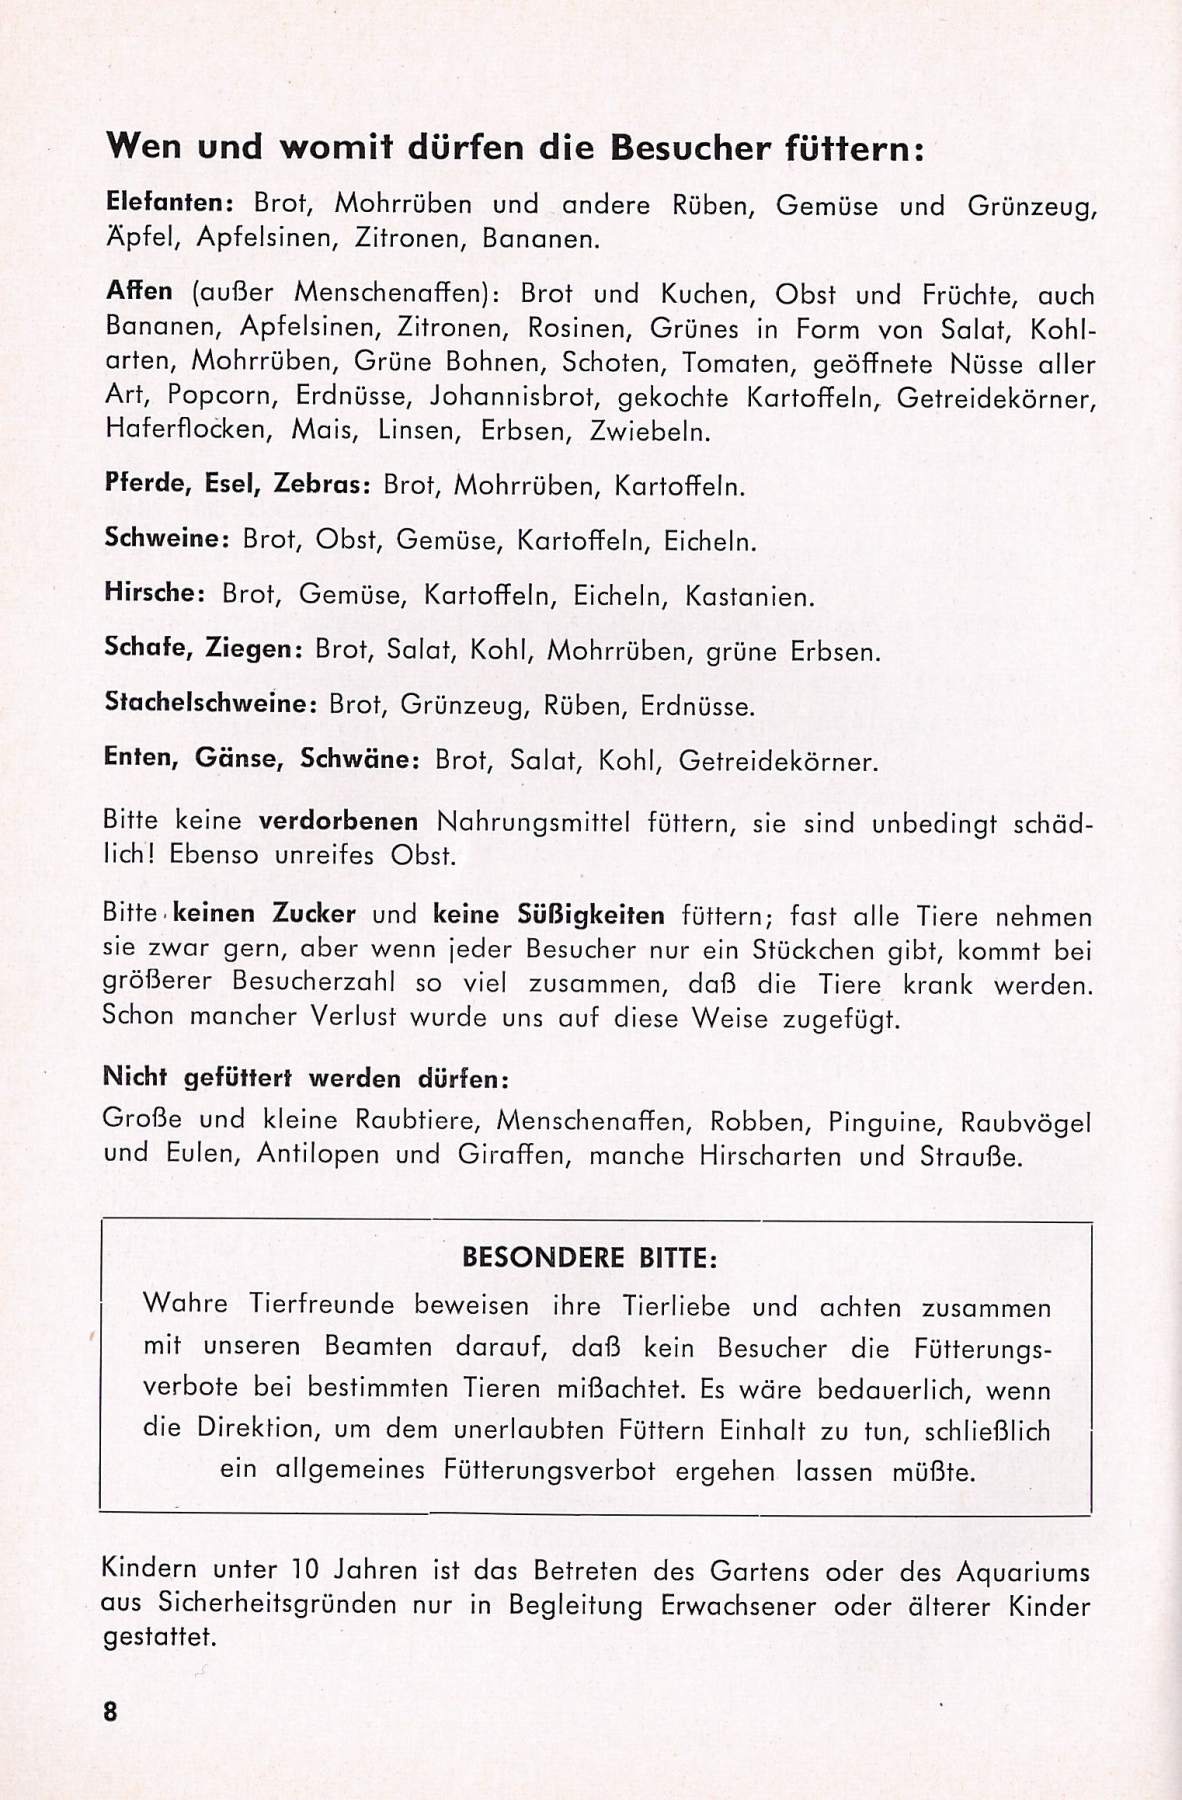 Wen und womit dürfen die Besucher füttern:
Elefanten: Brot, Mohrrüben und andere Rüben, Gemüse und Grünzeug,
Äpfel, Apfelsinen, Zitronen, Bananen.
Affen (außer Menschenaffen): Brot und Kuchen, Obst und Früchte, auch
Bananen, Apfelsinen, Zitronen, Rosinen, Grünes in Form von Salat, Kohl-
arten, Mohrrüben, Grüne Bohnen, Schoten, Tomaten, geöffnete Nüsse aller
Art, Popcorn, Erdnüsse, Johannisbrot, gekochte Kartoffeln, Getreidekörner,
Haferflocken, Mais, Linsen, Erbsen, Zwiebeln.
Pferde, Esel, Zebras: Brot, Mohrrüben, Kartoffeln.
Schweine: Brot, Obst, Gemüse, Kartoffeln, Eicheln.
Hirsche: Brot, Gemüse, Kartoffeln, Eicheln, Kastanien.
Schafe, Ziegen: Brot, Salat, Kohl, Mohrrüben, grüne Erbsen.
Stachelschweine: Brot, Grünzeug, Rüben, Erdnüsse.
Enten, Gänse, Schwäne: Brot, Salat, Kohl, Getreidekörner.
Bitte keine verdorbenen Nahrungsmittel füttern, sie sind unbedingt schäd-
lich! Ebenso unreifes Obst.
Bitte keinen Zucker und keine Süßigkeiten füttern; fast alle Tiere nehmen
sie zwar gern, aber wenn jeder Besucher nur ein Stückchen gibt, kommt bei
größerer Besucherzahl so viel zusammen, daß die Tiere krank werden.
Schon mancher Verlust wurde uns auf diese Weise zugefügt.
Nicht gefüttert werden dürfen:
Große und kleine Raubtiere, Menschenaffen, Robben, Pinguine, Raubvögel
und Eulen, Antilopen und Giraffen, manche Hirscharten und Strauße.
BESONDERE BITTE:
Wahre Tierfreunde beweisen ihre Tierliebe und achten zusammen
mit unseren Beamten darauf, daß kein Besucher die Fütterungs-
verbote bei bestimmten Tieren mißachtet. Es wäre bedauerlich, wenn
die Direktion, um dem unerlaubten Füttern Einhalt zu tun, schließlich
ein allgemeines Fütterungsverbot ergehen lassen müßte.
Kindern unter 10 Jahren ist das Betreten des Gartens oder des Aquariums
aus Sicherheitsgründen nur in Begleitung Erwachsener oder älterer Kinder
gestattet.
8